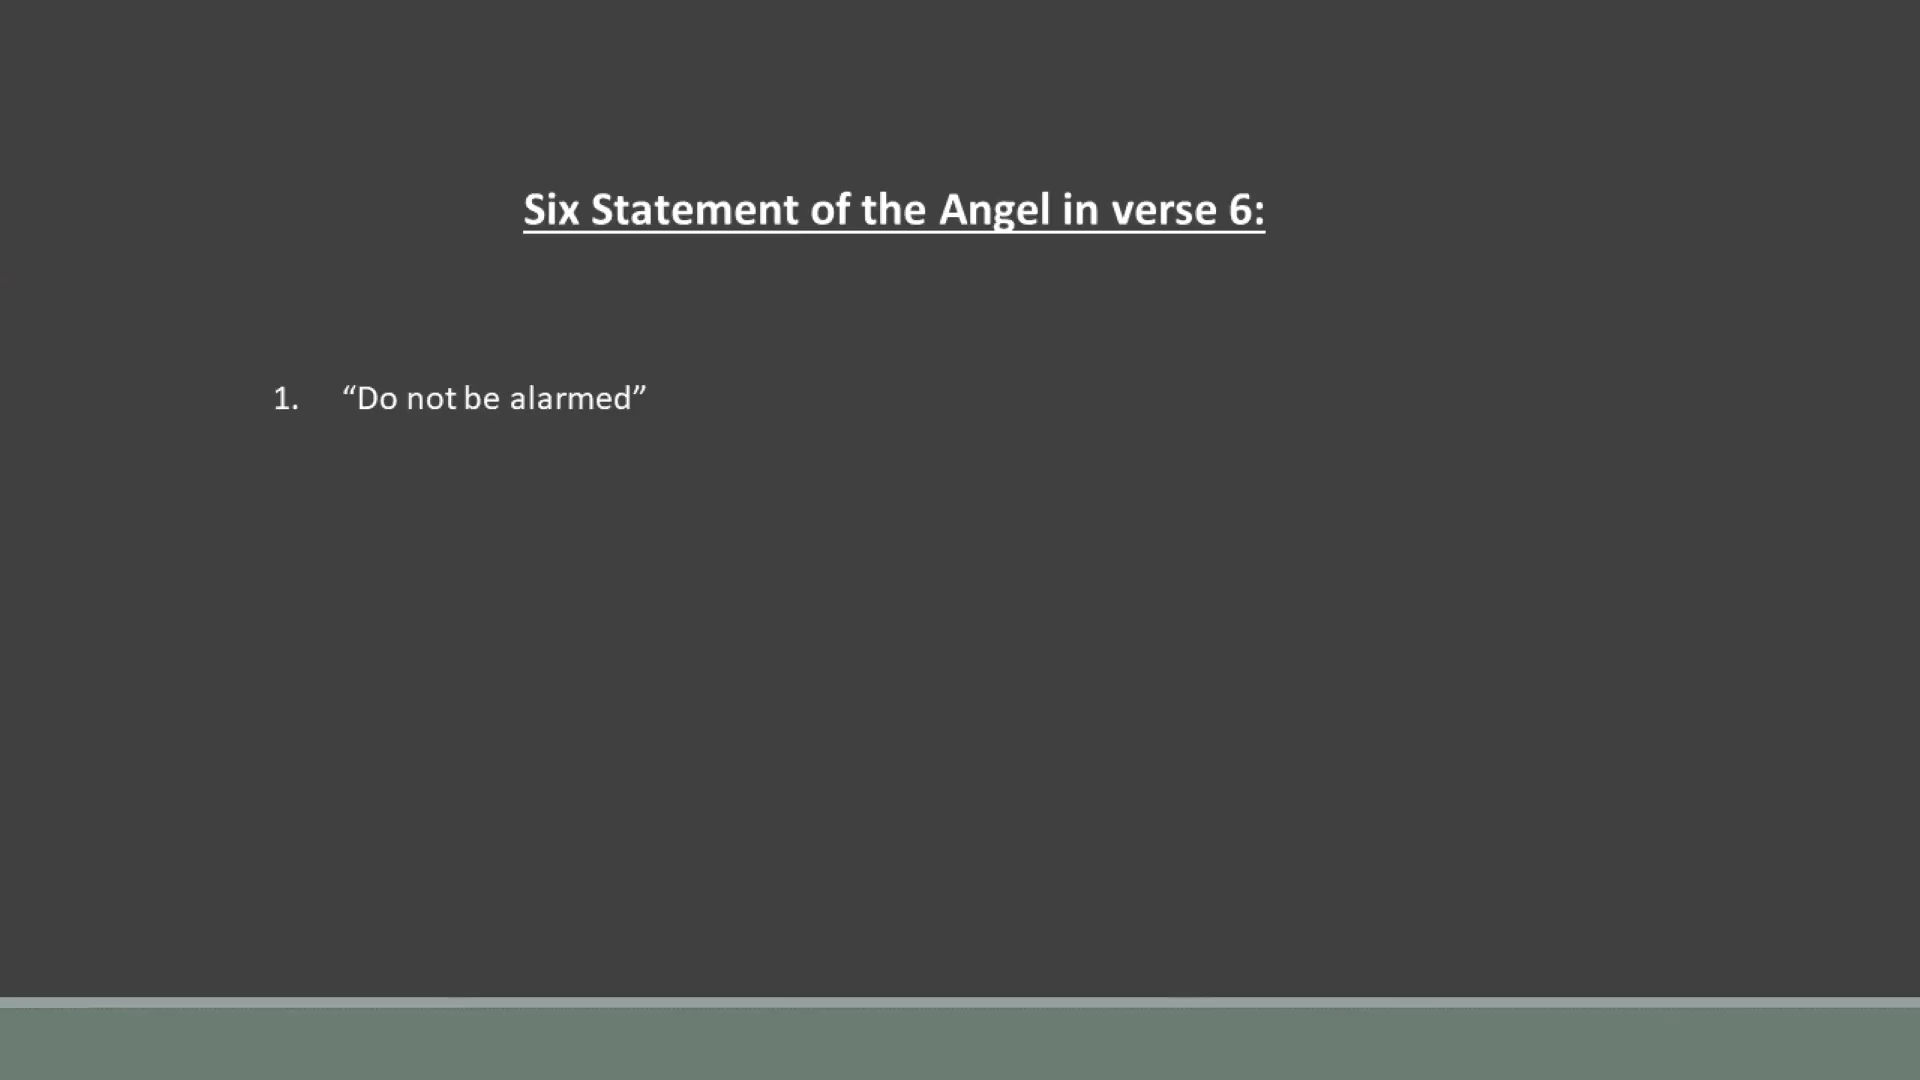 Six Statement of the Angel in verse 6:
1. “Do not be alarmed”